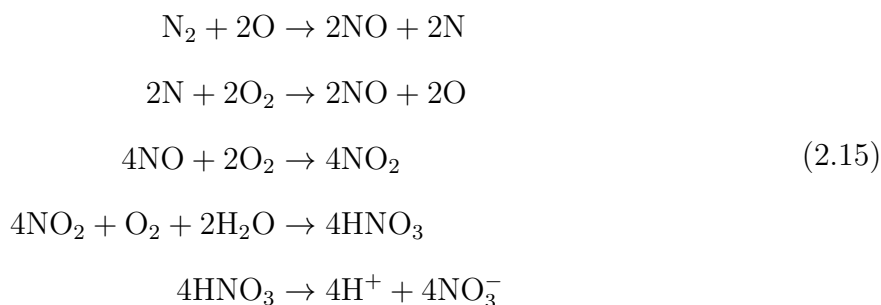 N₂ + 2O → 2NO + 2N
2N + 2O₂ → 2NO + 2O
4NO + 2O₂ → 4NO₂ (2.15)
4NO₂ + O₂ + 2H₂O → 4HNO₃
4HNO₃ → 4H⁺ + 4NO₃⁻